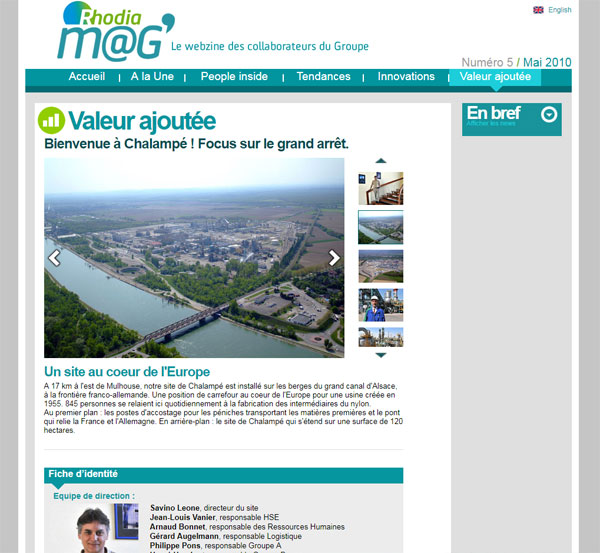 Rhodia
m@G'
Le webzine des collaborateurs du Groupe
English
Numéro 5 / Mai 2010
Accueil | A la Une | People inside | Tendances | Innovations | Valeur ajoutée
Valeur ajoutée
En bref
Afficher les news
Bienvenue à Chalampé ! Focus sur le grand arrêt.
Un site au coeur de l'Europe
A 17 km à l'est de Mulhouse, notre site de Chalampé est installé sur les berges du grand canal d'Alsace,
à la frontière franco-allemande. Une position de carrefour au coeur de l'Europe pour une usine créée en
1955. 845 personnes se relaient ici quotidiennement à la fabrication des intermédiaires du nylon.
Au premier plan : les postes d'accostage pour les péniches transportant les matières premières et le pont
qui relie la France et l'Allemagne. En arrière-plan : le site de Chalampé qui s'étend sur une surface de 120
hectares.
Fiche d'identité
Equipe de direction :
Savino Leone, directeur du site
Jean-Louis Vanier, responsable HSE
Arnaud Bonnet, responsable des Ressources Humaines
Gérard Augelmann, responsable Logistique
Philippe Pons, responsable Groupe A